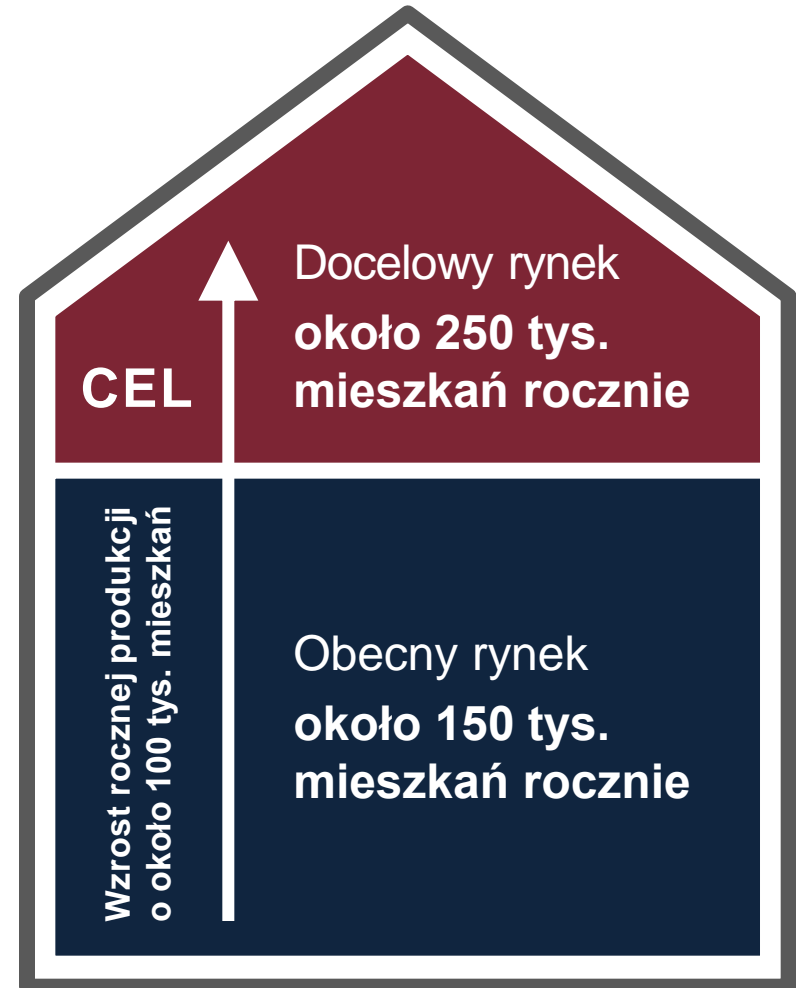 Docelowy rynek
około 250 tys.
mieszkań rocznie
CEL
Wzrost rocznej produkcji
o około 100 tys. mieszkań
Obecny rynek
około 150 tys.
mieszkań rocznie